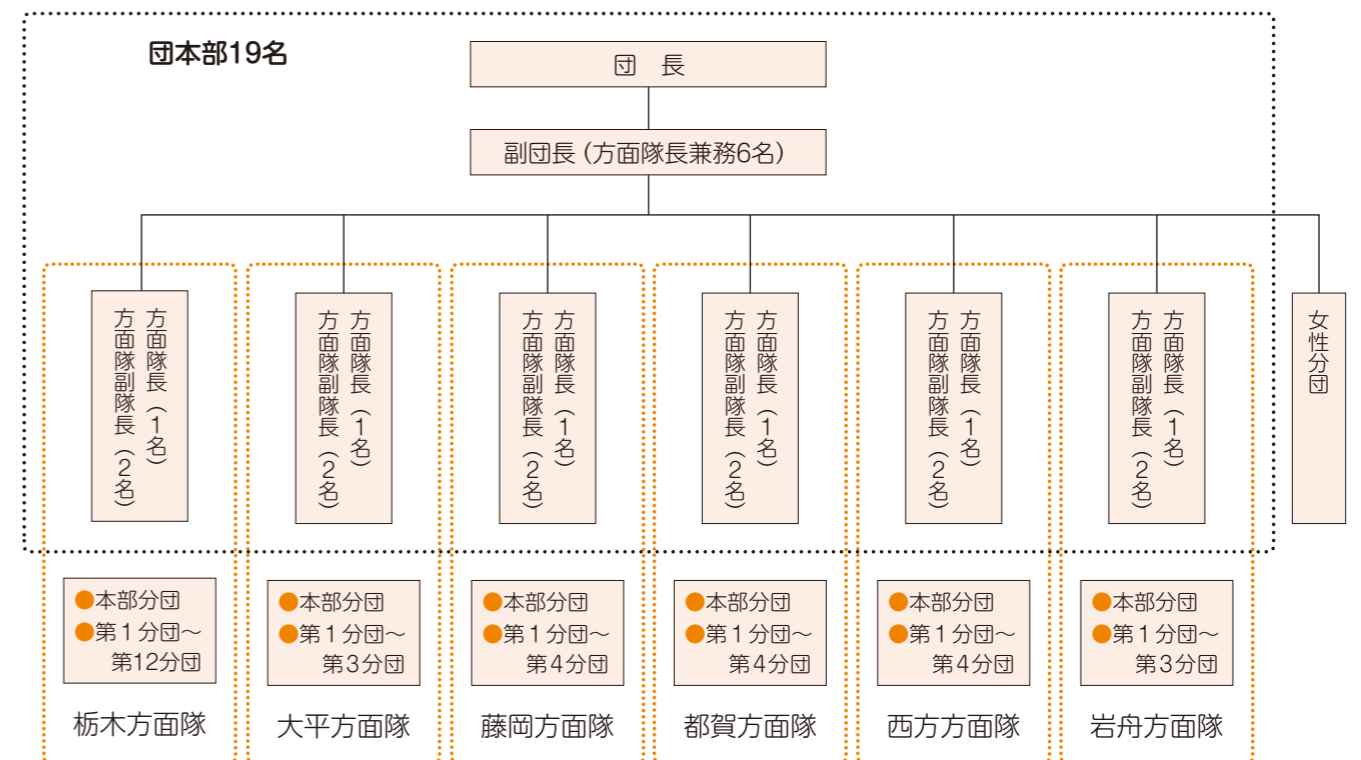 団本部19名
団　長
副団長（方面隊長兼務6名）
方面隊長（1名）
方面隊副隊長（2名）
方面隊長（1名）
方面隊副隊長（2名）
方面隊長（1名）
方面隊副隊長（2名）
方面隊長（1名）
方面隊副隊長（2名）
方面隊長（1名）
方面隊副隊長（2名）
方面隊長（1名）
方面隊副隊長（2名）
女性分団
●本部分団
●第1分団～
第12分団
栃木方面隊
●本部分団
●第1分団～
第3分団
大平方面隊
●本部分団
●第1分団～
第4分団
藤岡方面隊
●本部分団
●第1分団～
第4分団
都賀方面隊
●本部分団
●第1分団～
第4分団
西方方面隊
●本部分団
●第1分団～
第3分団
岩舟方面隊